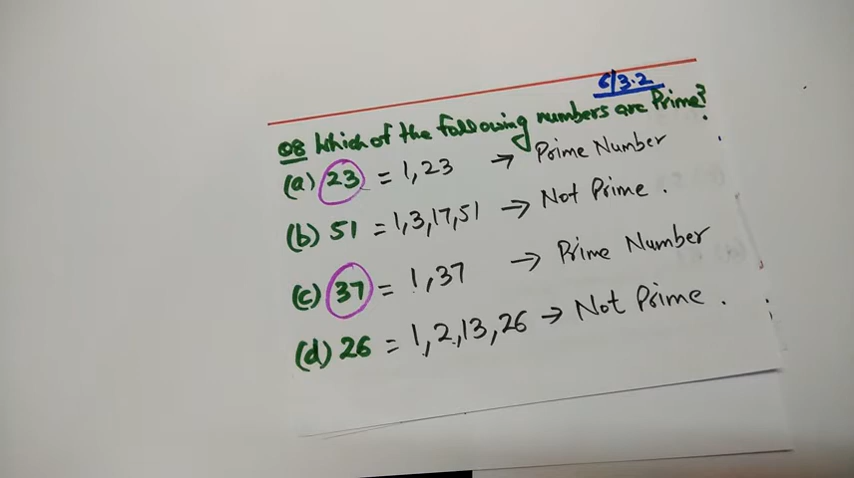 6/3.2
Q8 Which of the following numbers are Prime?
(a) 23 = 1,23 → Prime Number
(b) 51 = 1,3,17,51 → Not Prime.
(c) 37 = 1,37 → Prime Number
(d) 26 = 1,2,13,26 → Not Prime.